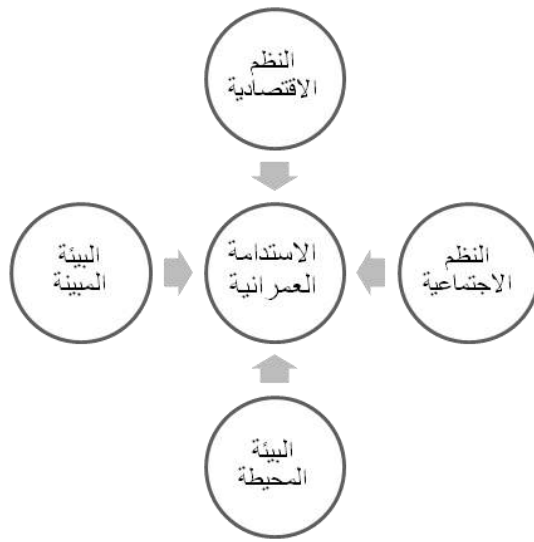 النظم
الاقتصادية
النظم
الاجتماعية
الاستدامة
العمرانية
البيئة
المبينة
البيئة
المحيطة